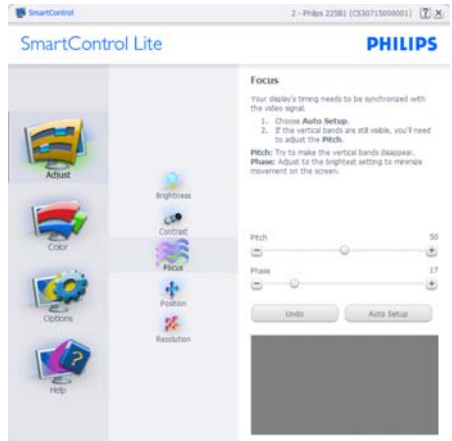 SmartControl
2 - Philips 225B1 (CS30715000001)
SmartControl Lite
PHILIPS
Adjust
Color
Options
Help
Brightness
Contrast
Focus
Position
Resolution
Focus
Your display's timing needs to be synchronized with
the video signal.
1. Choose Auto Setup.
2. If the vertical bands are still visible, you'll need
to adjust the Pitch.
Pitch: Try to make the vertical bands disappear.
Phase: Adjust to the brightest setting to minimize
movement on the screen.
Pitch 50
Phase 17
Undo
Auto Setup